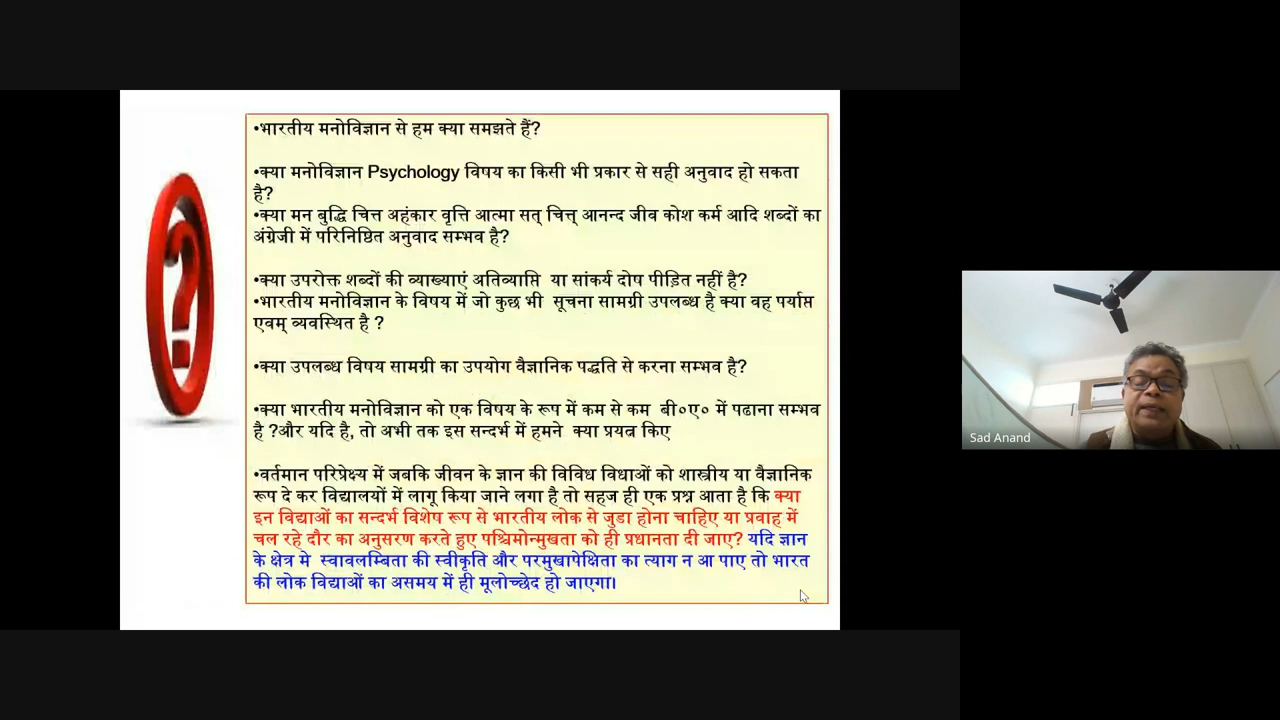 •भारतीय मनोविज्ञान से हम क्या समझते हैं?
•क्या मनोविज्ञान Psychology विषय का किसी भी प्रकार से सही अनुवाद हो सकता
है?
•क्या मन बुद्धि चित्त अहंकार वृत्ति आत्मा सत् चित्त् आनन्द जीव कोश कर्म आदि शब्दों का
अंग्रेजी में परिनिष्ठित अनुवाद सम्भव है?
•क्या उपरोक्त शब्दों की व्याख्याएं अतिव्याप्ति या सांकर्य दोष पीड़ित नहीं है?
•भारतीय मनोविज्ञान के विषय में जो कुछ भी सूचना सामग्री उपलब्ध है क्या वह पर्याप्त
एवम् व्यवस्थित है ?
•क्या उपलब्ध विषय सामग्री का उपयोग वैज्ञानिक पद्धति से करना सम्भव है?
•क्या भारतीय मनोविज्ञान को एक विषय के रूप में कम से कम बी०ए० में पढाना सम्भव
है ?और यदि है, तो अभी तक इस सन्दर्भ में हमने क्या प्रयत्न किए
•वर्तमान परिप्रेक्ष्य में जबकि जीवन के ज्ञान की विविध विधाओं को शास्त्रीय या वैज्ञानिक
रूप दे कर विद्यालयों में लागू किया जाने लगा है तो सहज ही एक प्रश्न आता है कि क्या
इन विद्याओं का सन्दर्भ विशेष रूप से भारतीय लोक से जुडा होना चाहिए या प्रवाह में
चल रहे दौर का अनुसरण करते हुए पश्चिमोन्मुखता को ही प्रधानता दी जाए? यदि ज्ञान
के क्षेत्र मे स्वावलम्बिता की स्वीकृति और परमुखापेक्षिता का त्याग न आ पाए तो भारत
की लोक विद्याओं का असमय में ही मूलोच्छेद हो जाएगा।
Sad Anand